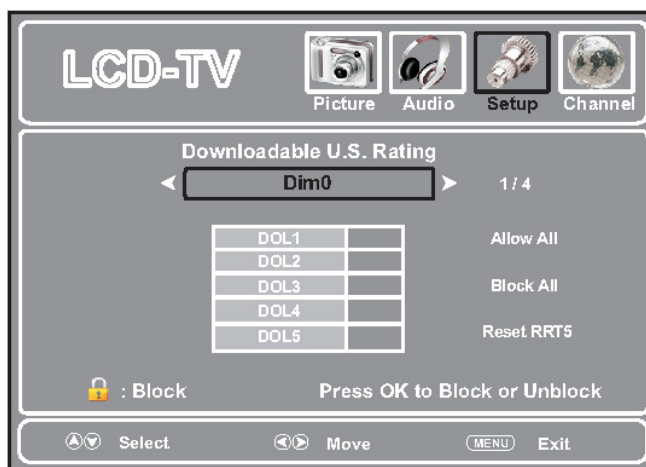 LCD-TV
Picture Audio Setup Channel
Downloadable U.S. Rating
Dim0 1 / 4
DOL1 Allow All
DOL2
DOL3 Block All
DOL4
DOL5 Reset RRT5
: Block Press OK to Block or Unblock
Select Move MENU Exit